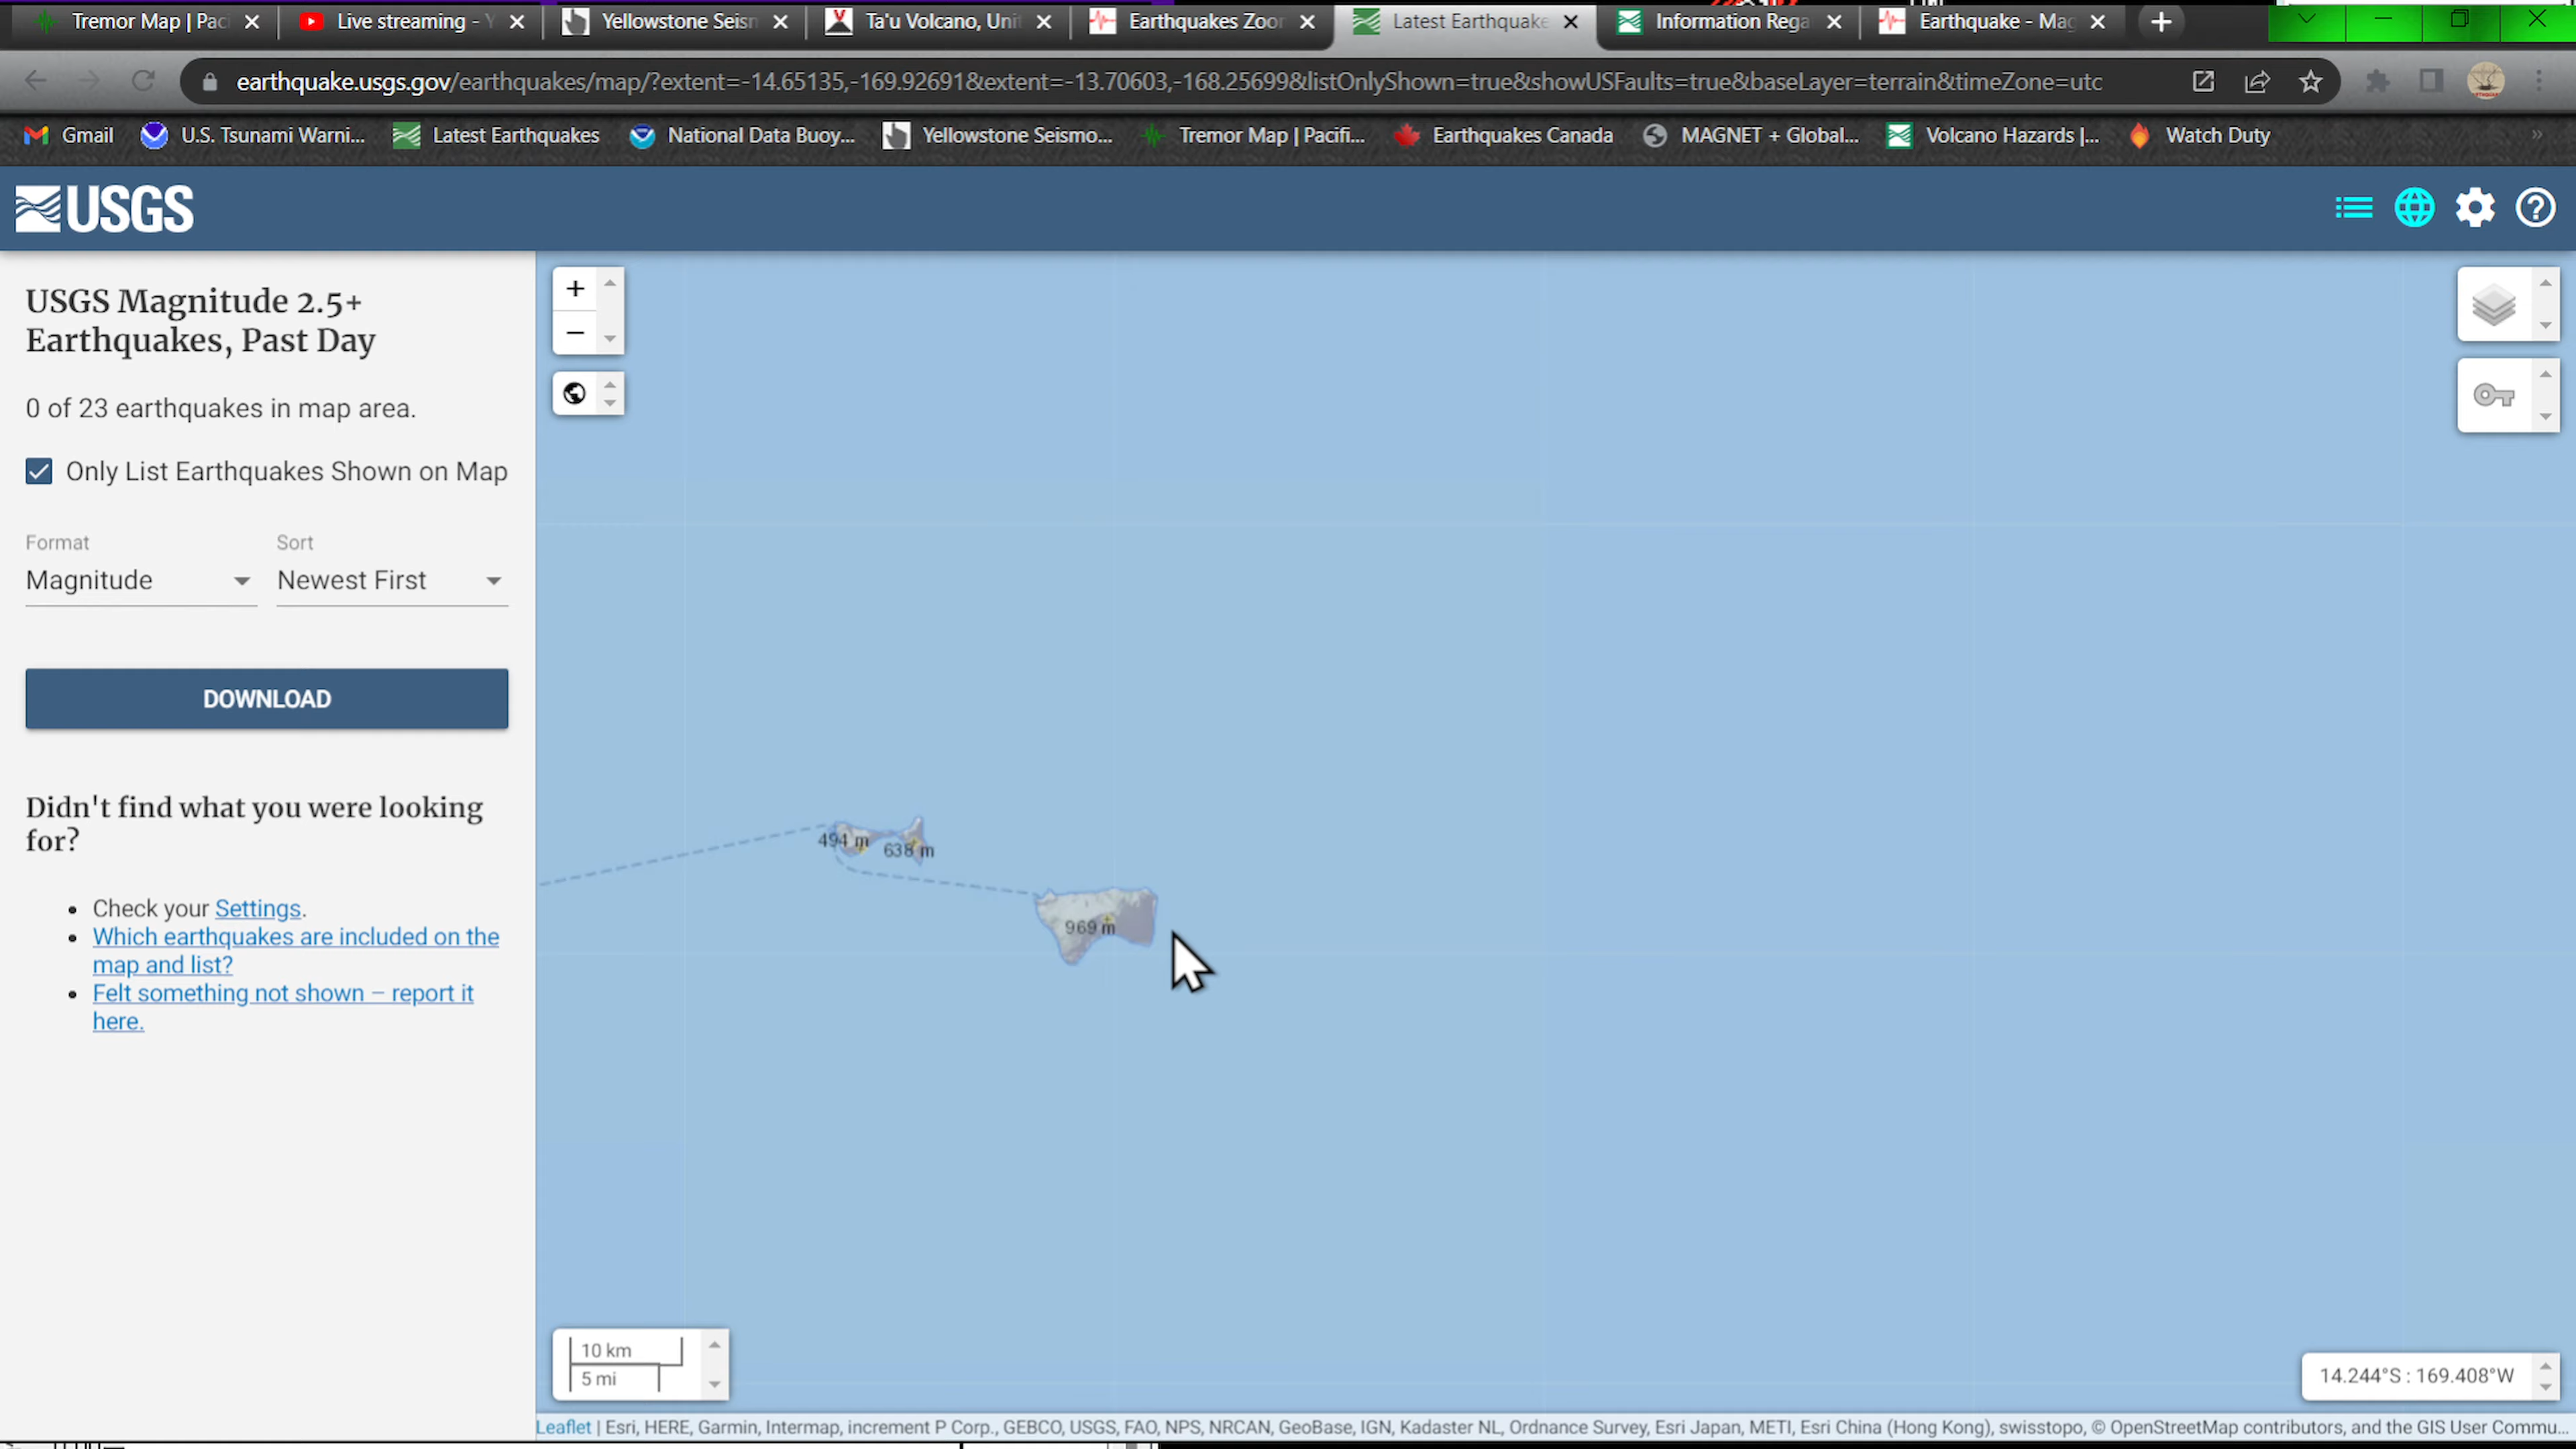 Tremor Map | Pac
Live streaming - Y
Yellowstone Seisn
Ta'u Volcano, Unit
Earthquakes Zoor
Latest Earthquake
Information Rega
Earthquake - Mag
earthquake.usgs.gov/earthquakes/map/?extent=-14.65135,-169.92691&extent=-13.70603,-168.25699&listOnlyShown=true&showUSFaults=true&baseLayer=terrain&timeZone=utc
Gmail
U.S. Tsunami Warni...
Latest Earthquakes
National Data Buoy...
Yellowstone Seismo...
Tremor Map | Pacifi...
Earthquakes Canada
MAGNET + Global...
Volcano Hazards |...
Watch Duty
USGS
USGS Magnitude 2.5+
Earthquakes, Past Day
0 of 23 earthquakes in map area.
Only List Earthquakes Shown on Map
Format
Sort
Magnitude
Newest First
DOWNLOAD
Didn't find what you were looking
for?
Check your Settings.
Which earthquakes are included on the
map and list?
Felt something not shown – report it
here.
494 m
638 m
969 m
10 km
5 mi
14.244°S : 169.408°W
Leaflet | Esri, HERE, Garmin, Intermap, increment P Corp., GEBCO, USGS, FAO, NPS, NRCAN, GeoBase, IGN, Kadaster NL, Ordnance Survey, Esri Japan, METI, Esri China (Hong Kong), swisstopo, © OpenStreetMap contributors, and the GIS User Commu...